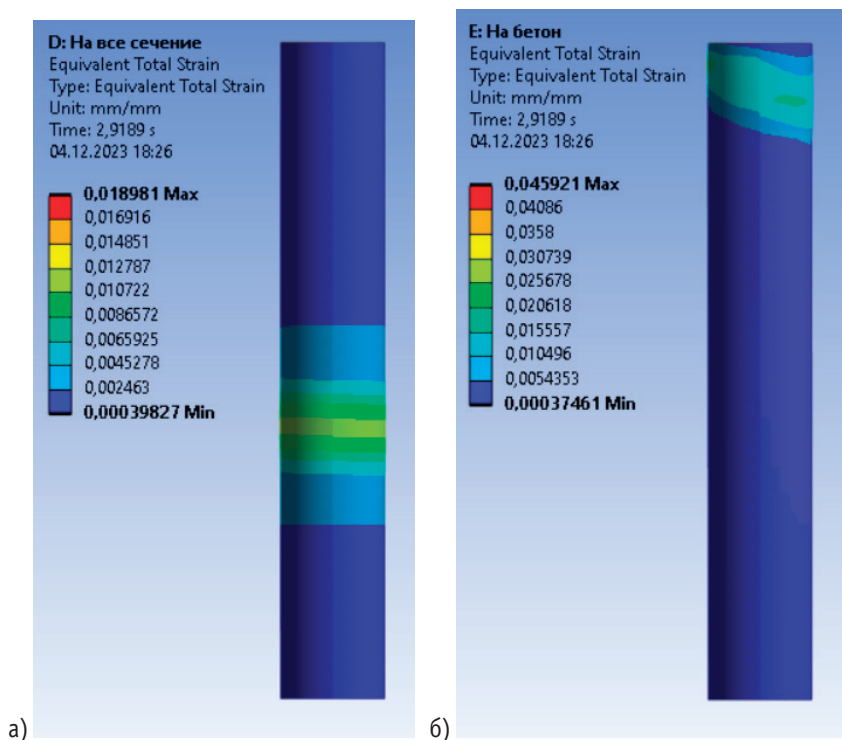 D: На все сечение
Equivalent Total Strain
Type: Equivalent Total Strain
Unit: mm/mm
Time: 2,9189 s
04.12.2023 18:26
0,018981 Max
0,016916
0,014851
0,012787
0,010722
0,0086572
0,0065925
0,0045278
0,002463
0,00039827 Min
а)
E: На бетон
Equivalent Total Strain
Type: Equivalent Total Strain
Unit: mm/mm
Time: 2,9189 s
04.12.2023 18:26
0,045921 Max
0,04086
0,0358
0,030739
0,025678
0,020618
0,015557
0,010496
0,0054353
0,00037461 Min
б)